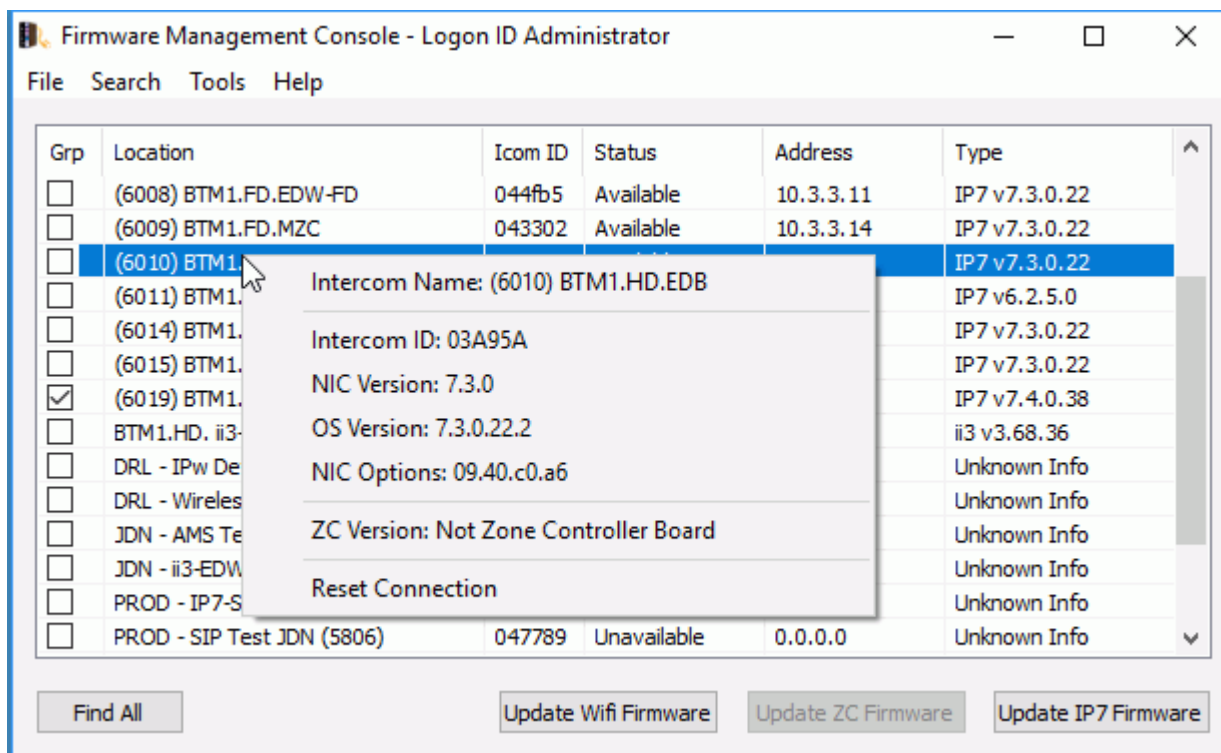 Firmware Management Console - Logon ID Administrator
File Search Tools Help
Grp Location Icom ID Status Address Type
(6008) BTM1.FD.EDW-FD 044fb5 Available 10.3.3.11 IP7 v7.3.0.22
(6009) BTM1.FD.MZC 043302 Available 10.3.3.14 IP7 v7.3.0.22
(6010) BTM1. IP7 v7.3.0.22
Intercom Name: (6010) BTM1.HD.EDB
(6011) BTM1. IP7 v6.2.5.0
(6014) BTM1. IP7 v7.3.0.22
Intercom ID: 03A95A
(6015) BTM1. IP7 v7.3.0.22
NIC Version: 7.3.0
(6019) BTM1. IP7 v7.4.0.38
OS Version: 7.3.0.22.2
BTM1.HD. ii3- ii3 v3.68.36
DRL - IPw De Unknown Info
NIC Options: 09.40.c0.a6
DRL - Wireles Unknown Info
JDN - AMS Te Unknown Info
ZC Version: Not Zone Controller Board
JDN - ii3-EDW Unknown Info
Reset Connection
PROD - IP7-S Unknown Info
PROD - SIP Test JDN (5806) 047789 Unavailable 0.0.0.0 Unknown Info
Find All Update Wifi Firmware Update ZC Firmware Update IP7 Firmware